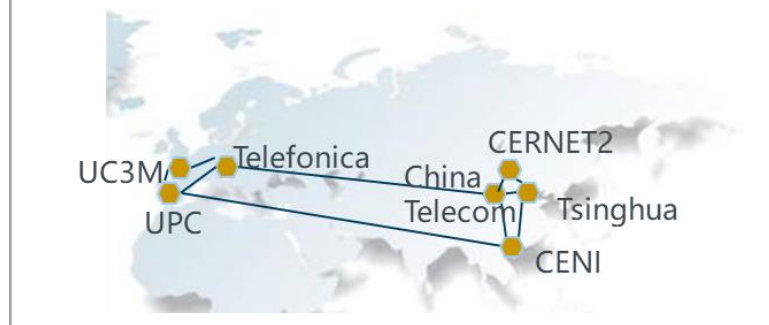 CERNET2
Telefonica
UC3M
China
Telecom
Tsinghua
UPC
CENI